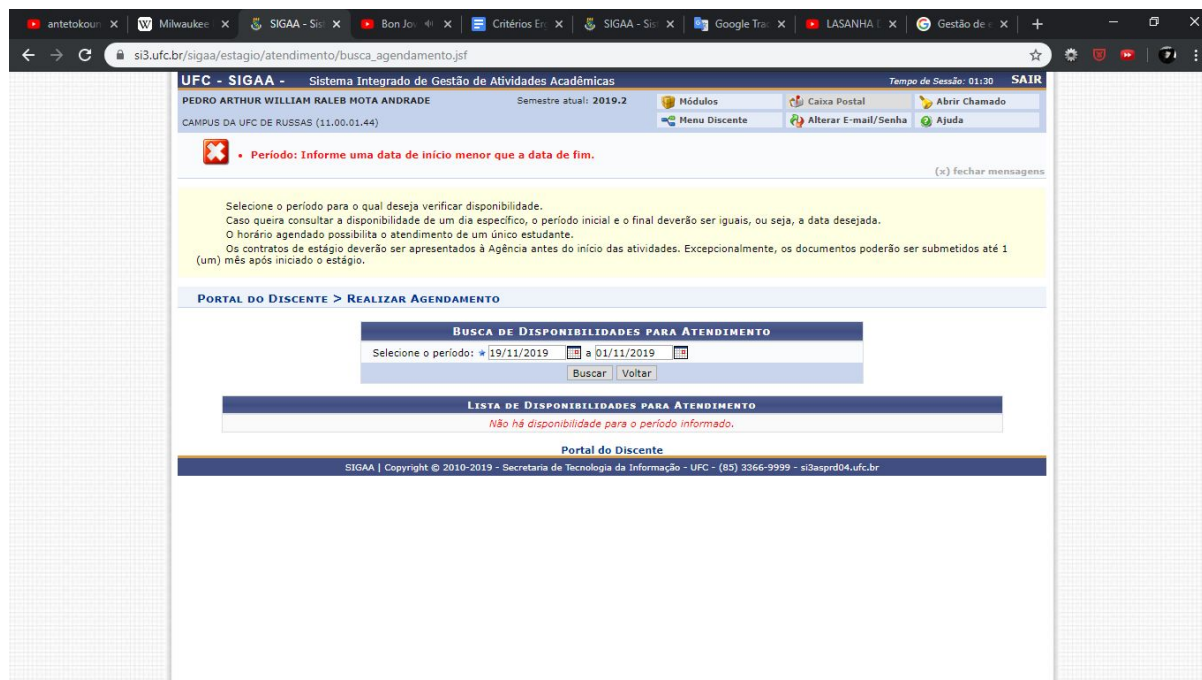 antetokoun
Milwaukee
SIGAA - Sist
Bon Jov
Critérios En
SIGAA - Sis
Google Trac
LASANHA
Gestão de e
si3.ufc.br/sigaa/estagio/atendimento/busca_agendamento.jsf
UFC - SIGAA - Sistema Integrado de Gestão de Atividades Acadêmicas Tempo de Sessão: 01:30 SAIR
PEDRO ARTHUR WILLIAM RALEB MOTA ANDRADE Semestre atual: 2019.2 Módulos Caixa Postal Abrir Chamado
CAMPUS DA UFC DE RUSSAS (11.00.01.44) Menu Discente Alterar E-mail/Senha Ajuda
• Período: Informe uma data de início menor que a data de fim.
(x) fechar mensagens
Selecione o período para o qual deseja verificar disponibilidade.
Caso queira consultar a disponibilidade de um dia específico, o período inicial e o final deverão ser iguais, ou seja, a data desejada.
O horário agendado possibilita o atendimento de um único estudante.
Os contratos de estágio deverão ser apresentados à Agência antes do início das atividades. Excepcionalmente, os documentos poderão ser submetidos até 1
(um) mês após iniciado o estágio.
PORTAL DO DISCENTE > REALIZAR AGENDAMENTO
BUSCA DE DISPONIBILIDADES PARA ATENDIMENTO
Selecione o período: 19/11/2019 a 01/11/2019
Buscar Voltar
LISTA DE DISPONIBILIDADES PARA ATENDIMENTO
Não há disponibilidade para o período informado.
Portal do Discente
SIGAA | Copyright © 2010-2019 - Secretaria de Tecnologia da Informação - UFC - (85) 3366-9999 - si3asprd04.ufc.br